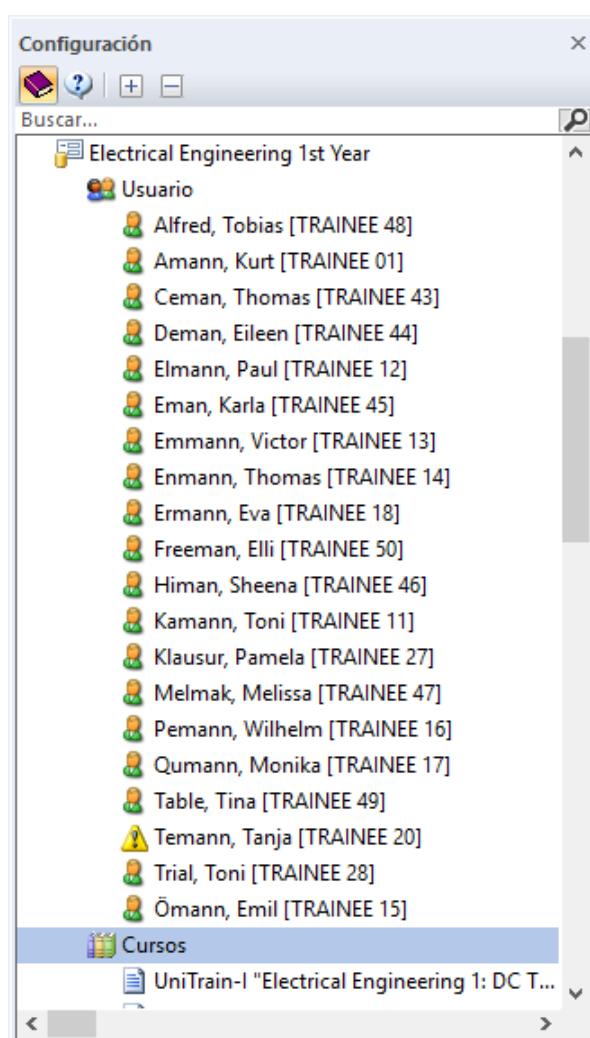 Configuración
Buscar...
Electrical Engineering 1st Year
Usuario
Alfred, Tobias [TRAINEE 48]
Amann, Kurt [TRAINEE 01]
Ceman, Thomas [TRAINEE 43]
Deman, Eileen [TRAINEE 44]
Elmann, Paul [TRAINEE 12]
Eman, Karla [TRAINEE 45]
Emmann, Victor [TRAINEE 13]
Enmann, Thomas [TRAINEE 14]
Ermann, Eva [TRAINEE 18]
Freeman, Elli [TRAINEE 50]
Himan, Sheena [TRAINEE 46]
Kamann, Toni [TRAINEE 11]
Klausur, Pamela [TRAINEE 27]
Melmak, Melissa [TRAINEE 47]
Pemann, Wilhelm [TRAINEE 16]
Qumann, Monika [TRAINEE 17]
Table, Tina [TRAINEE 49]
Temann, Tanja [TRAINEE 20]
Trial, Toni [TRAINEE 28]
Ömann, Emil [TRAINEE 15]
Cursos
UniTrain-I "Electrical Engineering 1: DC T...